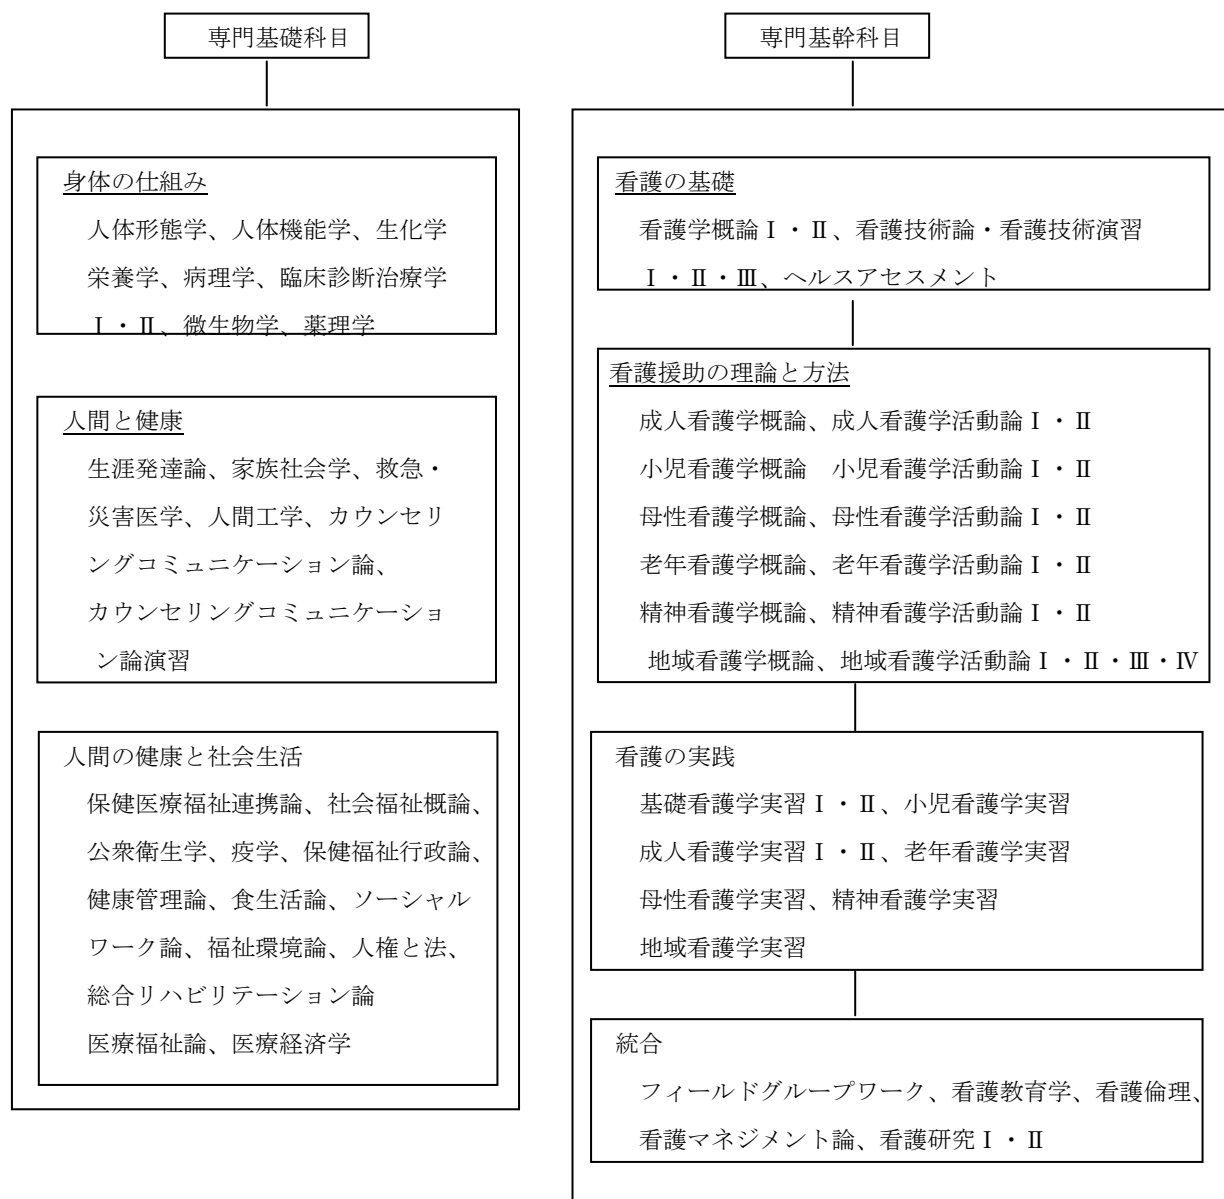 専門基礎科目
身体の仕組み
人体形態学、人体機能学、生化学
栄養学、病理学、臨床診断治療学
Ⅰ・Ⅱ、微生物学、薬理学
人間と健康
生涯発達論、家族社会学、救急・
災害医学、人間工学、カウンセリ
ングコミュニケーション論、
カウンセリングコミュニケーショ
ン論演習
人間の健康と社会生活
保健医療福祉連携論、社会福祉概論、
公衆衛生学、疫学、保健福祉行政論、
健康管理論、食生活論、ソーシャル
ワーク論、福祉環境論、人権と法、
総合リハビリテーション論
医療福祉論、医療経済学
専門基幹科目
看護の基礎
看護学概論Ⅰ・Ⅱ、看護技術論・看護技術演習
Ⅰ・Ⅱ・Ⅲ、ヘルスアセスメント
看護援助の理論と方法
成人看護学概論、成人看護学活動論Ⅰ・Ⅱ
小児看護学概論　小児看護学活動論Ⅰ・Ⅱ
母性看護学概論、母性看護学活動論Ⅰ・Ⅱ
老年看護学概論、老年看護学活動論Ⅰ・Ⅱ
精神看護学概論、精神看護学活動論Ⅰ・Ⅱ
地域看護学概論、地域看護学活動論Ⅰ・Ⅱ・Ⅲ・Ⅳ
看護の実践
基礎看護学実習Ⅰ・Ⅱ、小児看護学実習
成人看護学実習Ⅰ・Ⅱ、老年看護学実習
母性看護学実習、精神看護学実習
地域看護学実習
統合
フィールドグループワーク、看護教育学、看護倫理、
看護マネジメント論、看護研究Ⅰ・Ⅱ